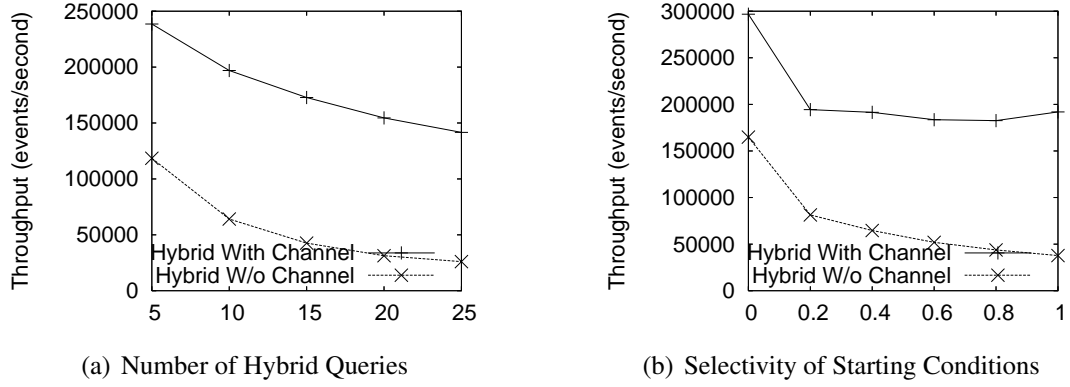 Throughput (events/second)
250000
200000
150000
100000
50000
0
Hybrid With Channel
Hybrid W/o Channel
5 10 15 20 25
(a) Number of Hybrid Queries
Throughput (events/second)
300000
250000
200000
150000
100000
50000
0
Hybrid With Channel
Hybrid W/o Channel
0 0.2 0.4 0.6 0.8 1
(b) Selectivity of Starting Conditions